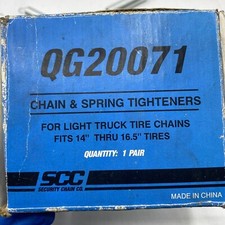 QG20071
CHAIN & SPRING TIGHTENERS
FOR LIGHT TRUCK TIRE CHAINS
FITS 14" THRU 16.5" TIRES
QUANTITY: 1 PAIR
SCC
SECURITY CHAIN CO.
MADE IN CHINA